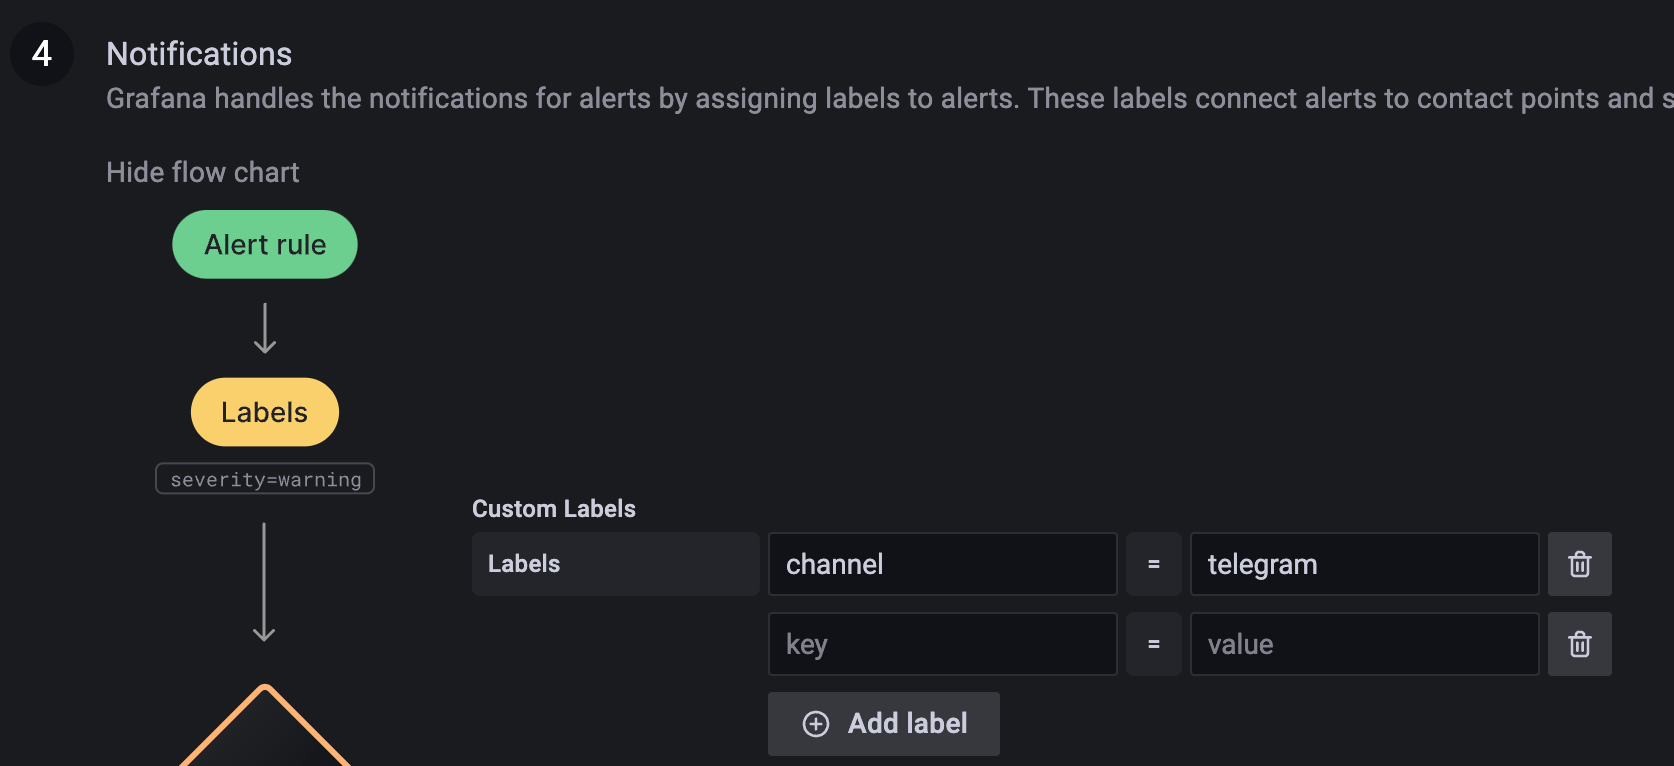 4
Notifications
Grafana handles the notifications for alerts by assigning labels to alerts. These labels connect alerts to contact points and s
Hide flow chart
Alert rule
Labels
severity=warning
Custom Labels
Labels channel = telegram
key = value
Add label